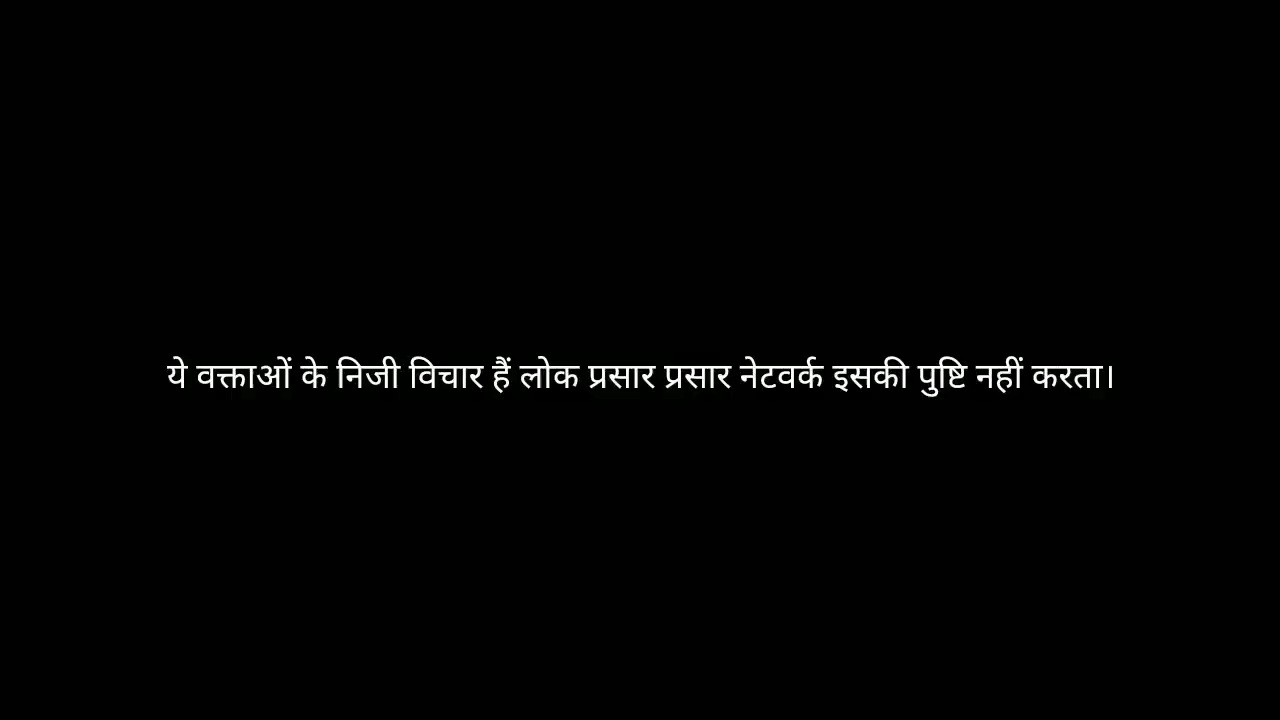 ये वक्ताओं के निजी विचार हैं लोक प्रसार प्रसार नेटवर्क इसकी पुष्टि नहीं करता।